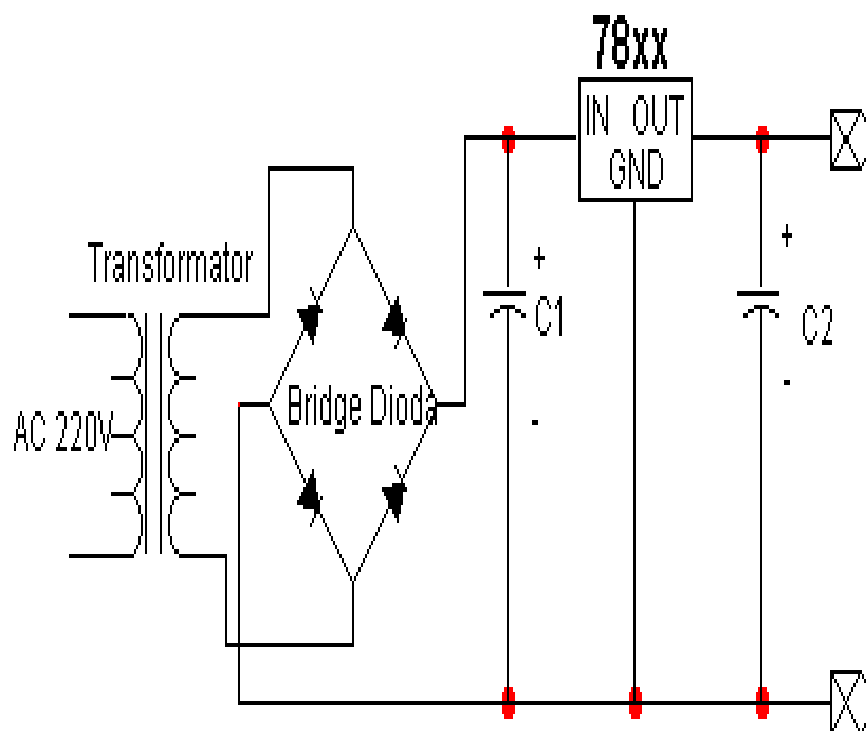 78xx
IN OUT
GND
Transformator
+
+
C1
C2
Bridge Dioda
AC 220V
-
-